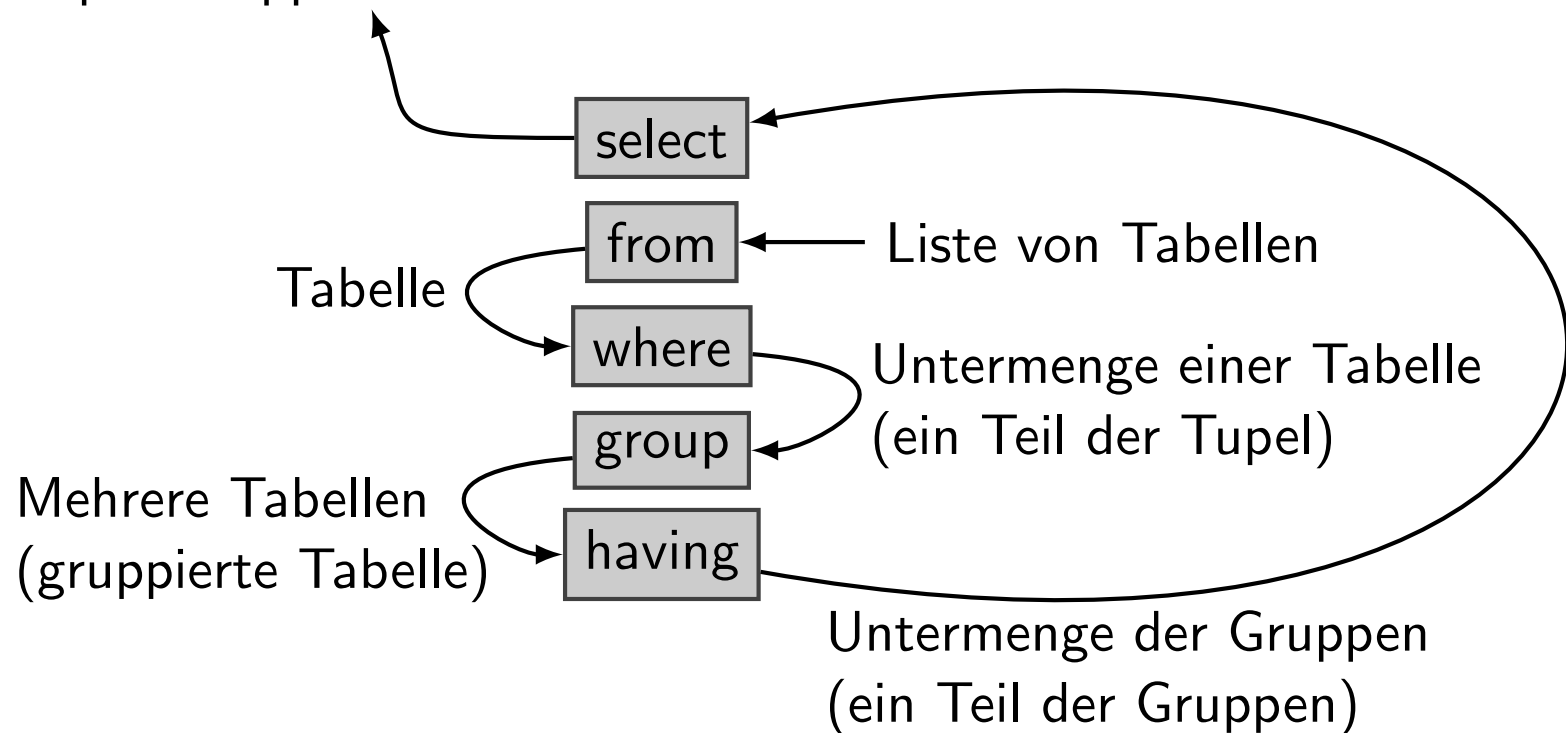 select
from
Liste von Tabellen
Tabelle
where
Untermenge einer Tabelle
(ein Teil der Tupel)
group
Mehrere Tabellen
(gruppierte Tabelle)
having
Untermenge der Gruppen
(ein Teil der Gruppen)